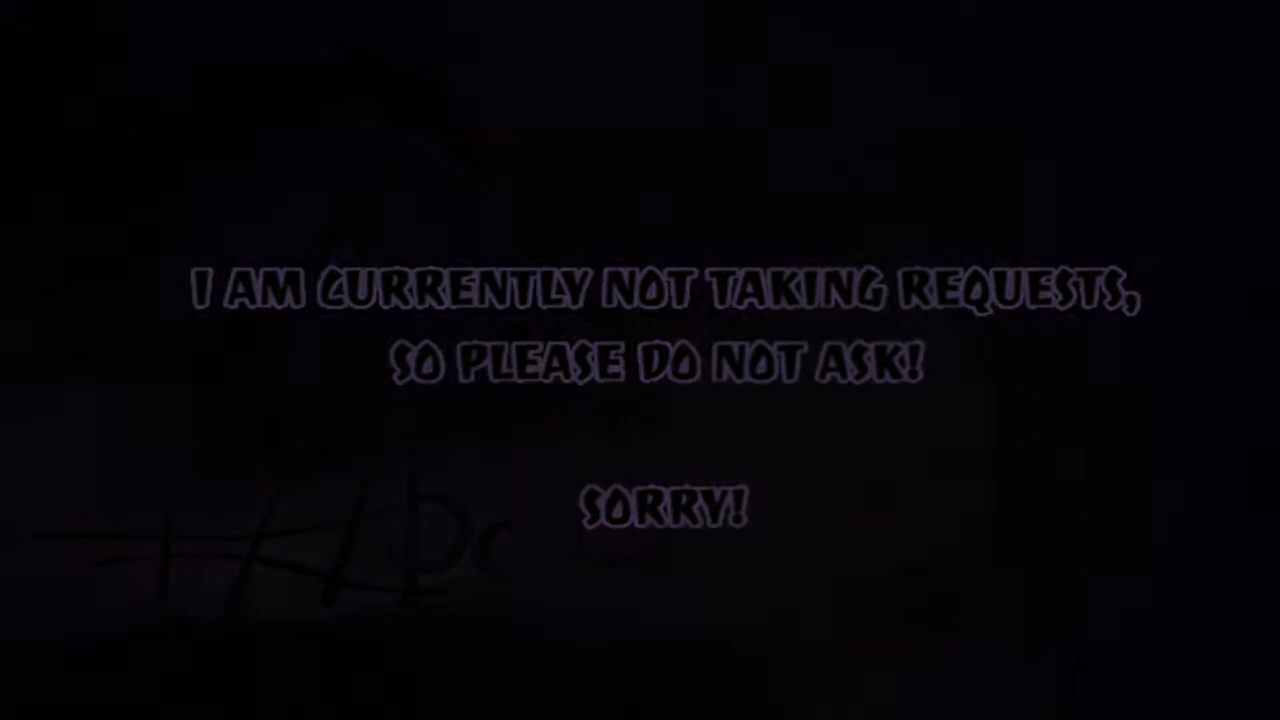 I AM CURRENTLY NOT TAKING REQUESTS,
SO PLEASE DO NOT ASK!
SORRY!